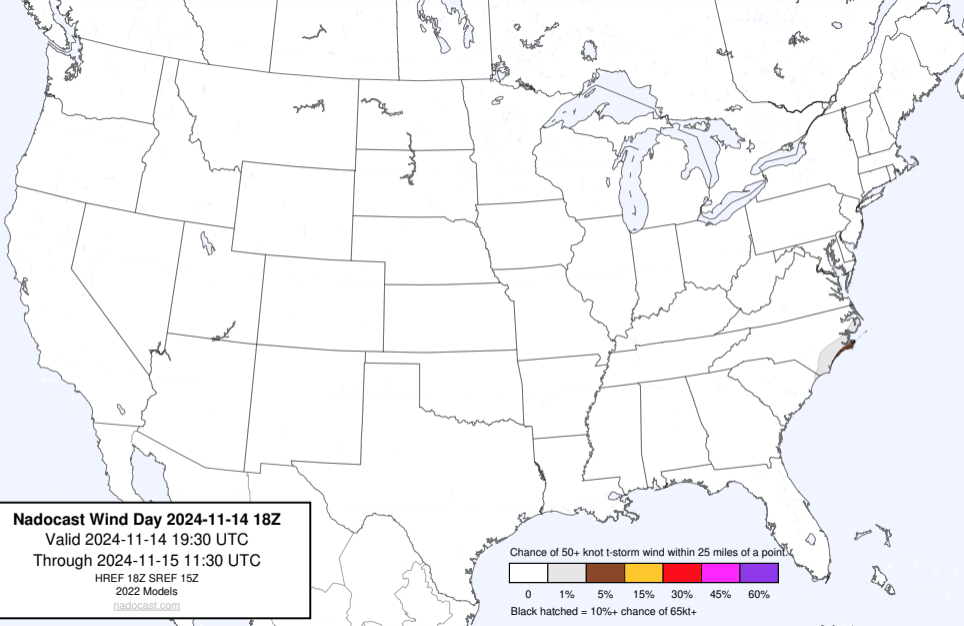 Nadocast Wind Day 2024-11-14 18Z
Valid 2024-11-14 19:30 UTC
Through 2024-11-15 11:30 UTC
HREF 18Z SREF 15Z
2022 Models
nadocast.com
Chance of 50+ knot t-storm wind within 25 miles of a point.
0 1% 5% 15% 30% 45% 60%
Black hatched = 10%+ chance of 65kt+